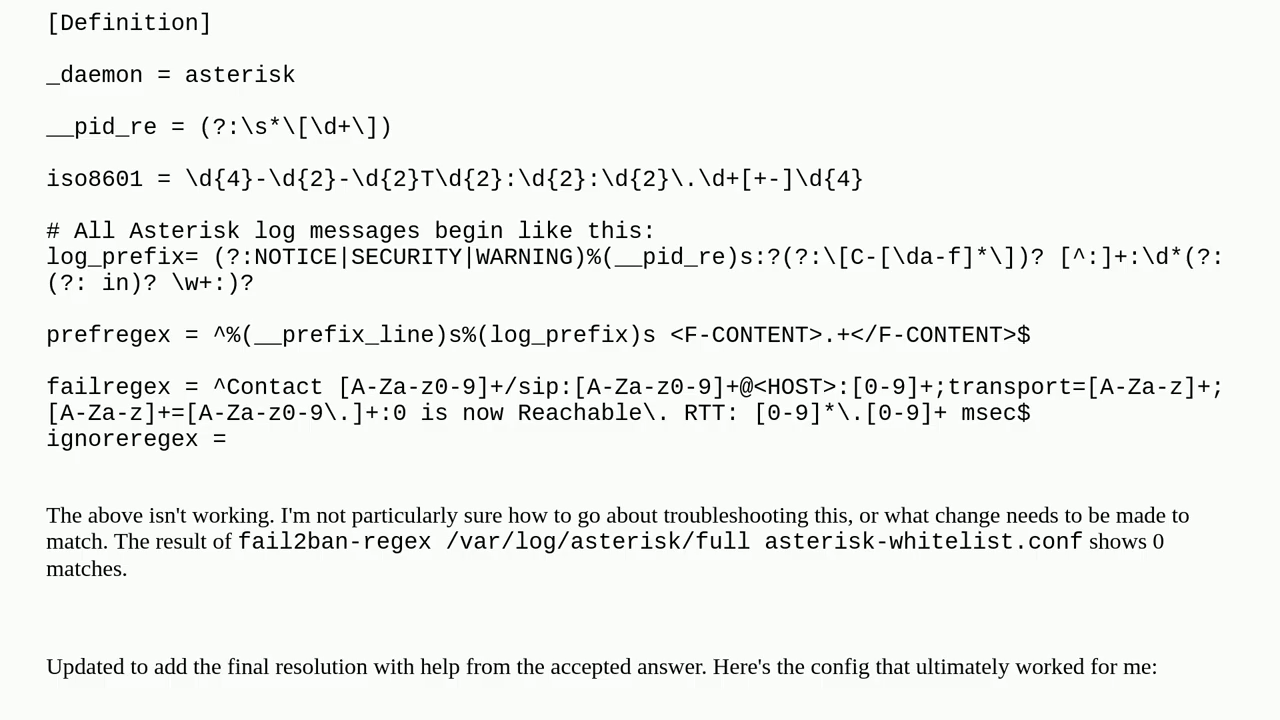 [Definition]
_daemon = asterisk
__pid_re = (?:\s*\[\d+\])
iso8601 = \d{4}-\d{2}-\d{2}T\d{2}:\d{2}:\d{2}\.\d+[+-]\d{4}
# All Asterisk log messages begin like this:
log_prefix= (?:NOTICE|SECURITY|WARNING)%(__pid_re)s:?(?:\[C-[\da-f]*\])? [^:]+:\d*(?:
(?: in)? \w+:)?
prefregex = ^%(__prefix_line)s%(log_prefix)s <F-CONTENT>.+</F-CONTENT>$
failregex = ^Contact [A-Za-z0-9]+/sip:[A-Za-z0-9]+@<HOST>:[0-9]+;transport=[A-Za-z]+;
[A-Za-z]+=[A-Za-z0-9\.]+:0 is now Reachable\. RTT: [0-9]*\.[0-9]+ msec$
ignoreregex =
The above isn't working. I'm not particularly sure how to go about troubleshooting this, or what change needs to be made to
match. The result of fail2ban-regex /var/log/asterisk/full asterisk-whitelist.conf shows 0
matches.
Updated to add the final resolution with help from the accepted answer. Here's the config that ultimately worked for me: